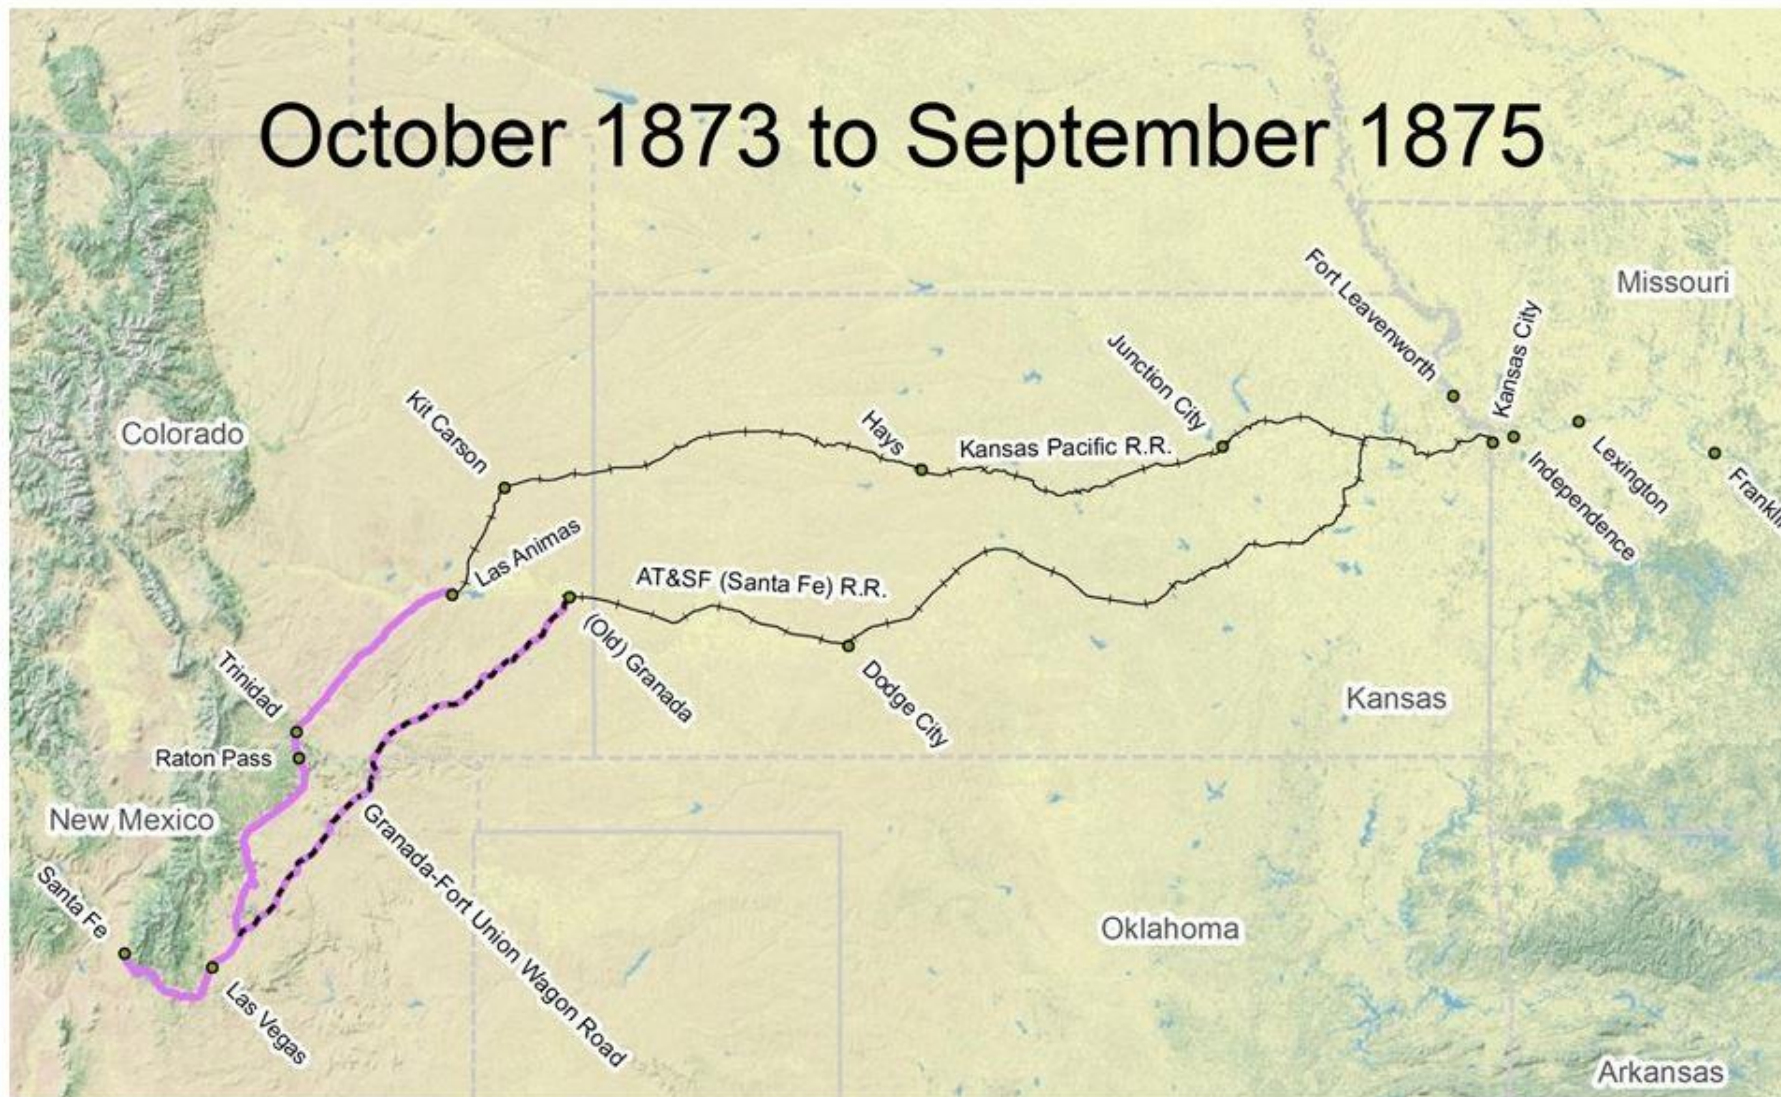 October 1873 to September 1875
Missouri
Fort Leavenworth
Kansas City
Junction City
Colorado
Kit Carson
Hays
Kansas Pacific R.R.
Lexington
Independence
Las Animas
AT&SF (Santa Fe) R.R.
(Old) Granada
Dodge City
Kansas
Trinidad
Raton Pass
New Mexico
Santa Fe
Granada-Fort Union Wagon Road
Las Vegas
Oklahoma
Arkansas